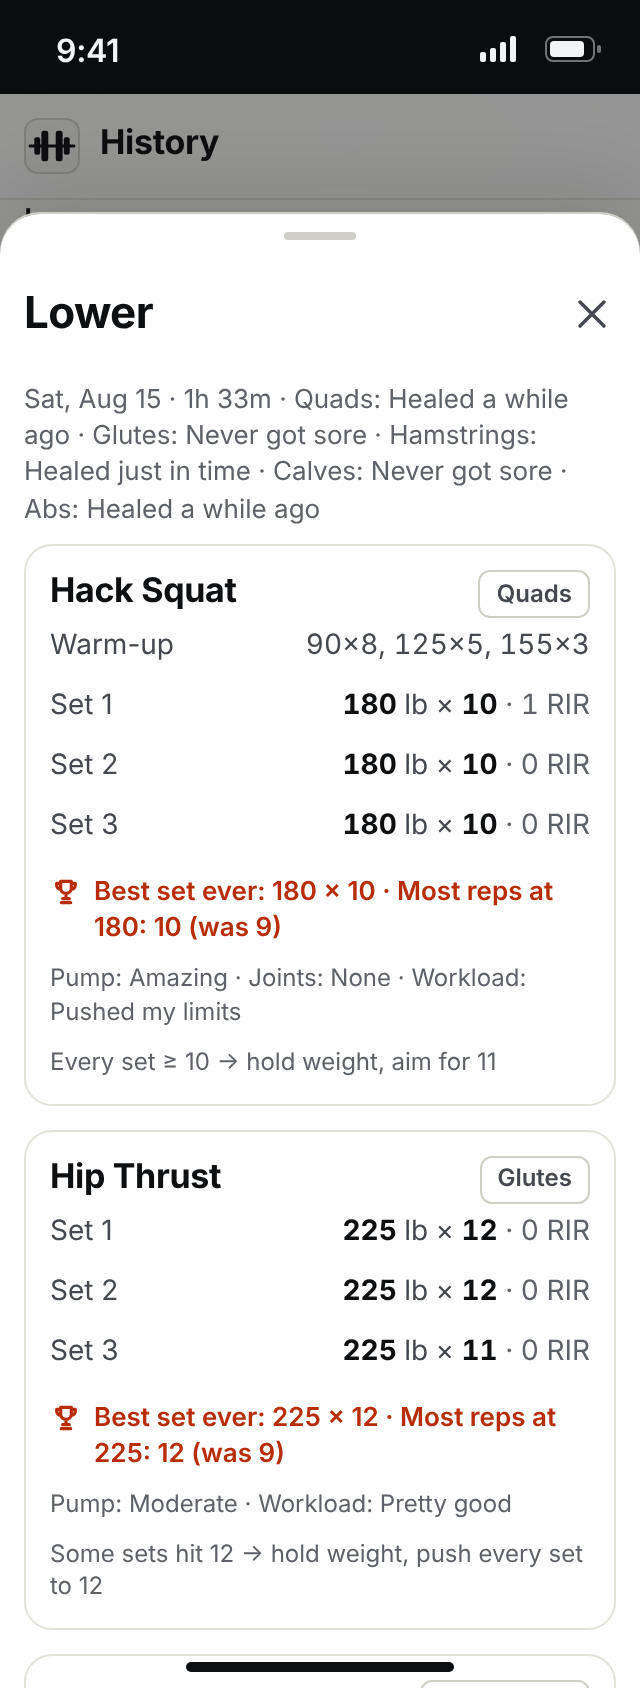 9:41
History
Lower
Sat, Aug 15 · 1h 33m · Quads: Healed a while
ago · Glutes: Never got sore · Hamstrings:
Healed just in time · Calves: Never got sore ·
Abs: Healed a while ago
Hack Squat
Quads
Warm-up 90×8, 125×5, 155×3
Set 1 180 lb × 10 · 1 RIR
Set 2 180 lb × 10 · 0 RIR
Set 3 180 lb × 10 · 0 RIR
Best set ever: 180 × 10 · Most reps at
180: 10 (was 9)
Pump: Amazing · Joints: None · Workload:
Pushed my limits
Every set ≥ 10 → hold weight, aim for 11
Hip Thrust
Glutes
Set 1 225 lb × 12 · 0 RIR
Set 2 225 lb × 12 · 0 RIR
Set 3 225 lb × 11 · 0 RIR
Best set ever: 225 × 12 · Most reps at
225: 12 (was 9)
Pump: Moderate · Workload: Pretty good
Some sets hit 12 → hold weight, push every set
to 12